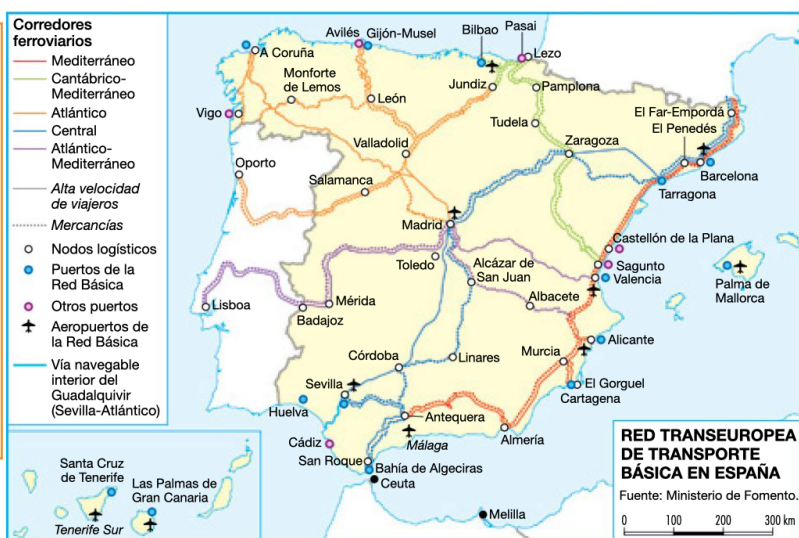 Corredores
ferroviarios
Mediterráneo
Cantábrico-
Mediterráneo
Atlántico
Central
Atlántico-
Mediterráneo
Alta velocidad
de viajeros
Mercancías
Nodos logísticos
Puertos de la
Red Básica
Otros puertos
Aeropuertos de
la Red Básica
Vía navegable
interior del
Guadalquivir
(Sevilla-Atlántico)
A Coruña
Avilés
Gijón-Musel
Bilbao
Pasai
Lezo
Monforte
de Lemos
León
Jundiz
Pamplona
Vigo
Tudela
El Far-Empordá
El Penedés
Valladolid
Zaragoza
Barcelona
Oporto
Salamanca
Tarragona
Madrid
Castellón de la Plana
Toledo
Alcázar de
San Juan
Sagunto
Valencia
Palma de
Mallorca
Lisboa
Mérida
Badajoz
Albacete
Alicante
Córdoba
Linares
Murcia
Sevilla
El Gorguel
Cartagena
Huelva
Antequera
Cádiz
Málaga
Almería
San Roque
Bahía de Algeciras
Ceuta
Melilla
Santa Cruz
de Tenerife
Las Palmas de
Gran Canaria
Tenerife Sur
RED TRANSEUROPEA
DE TRANSPORTE
BÁSICA EN ESPAÑA
Fuente: Ministerio de Fomento.
0 100 200 300 km